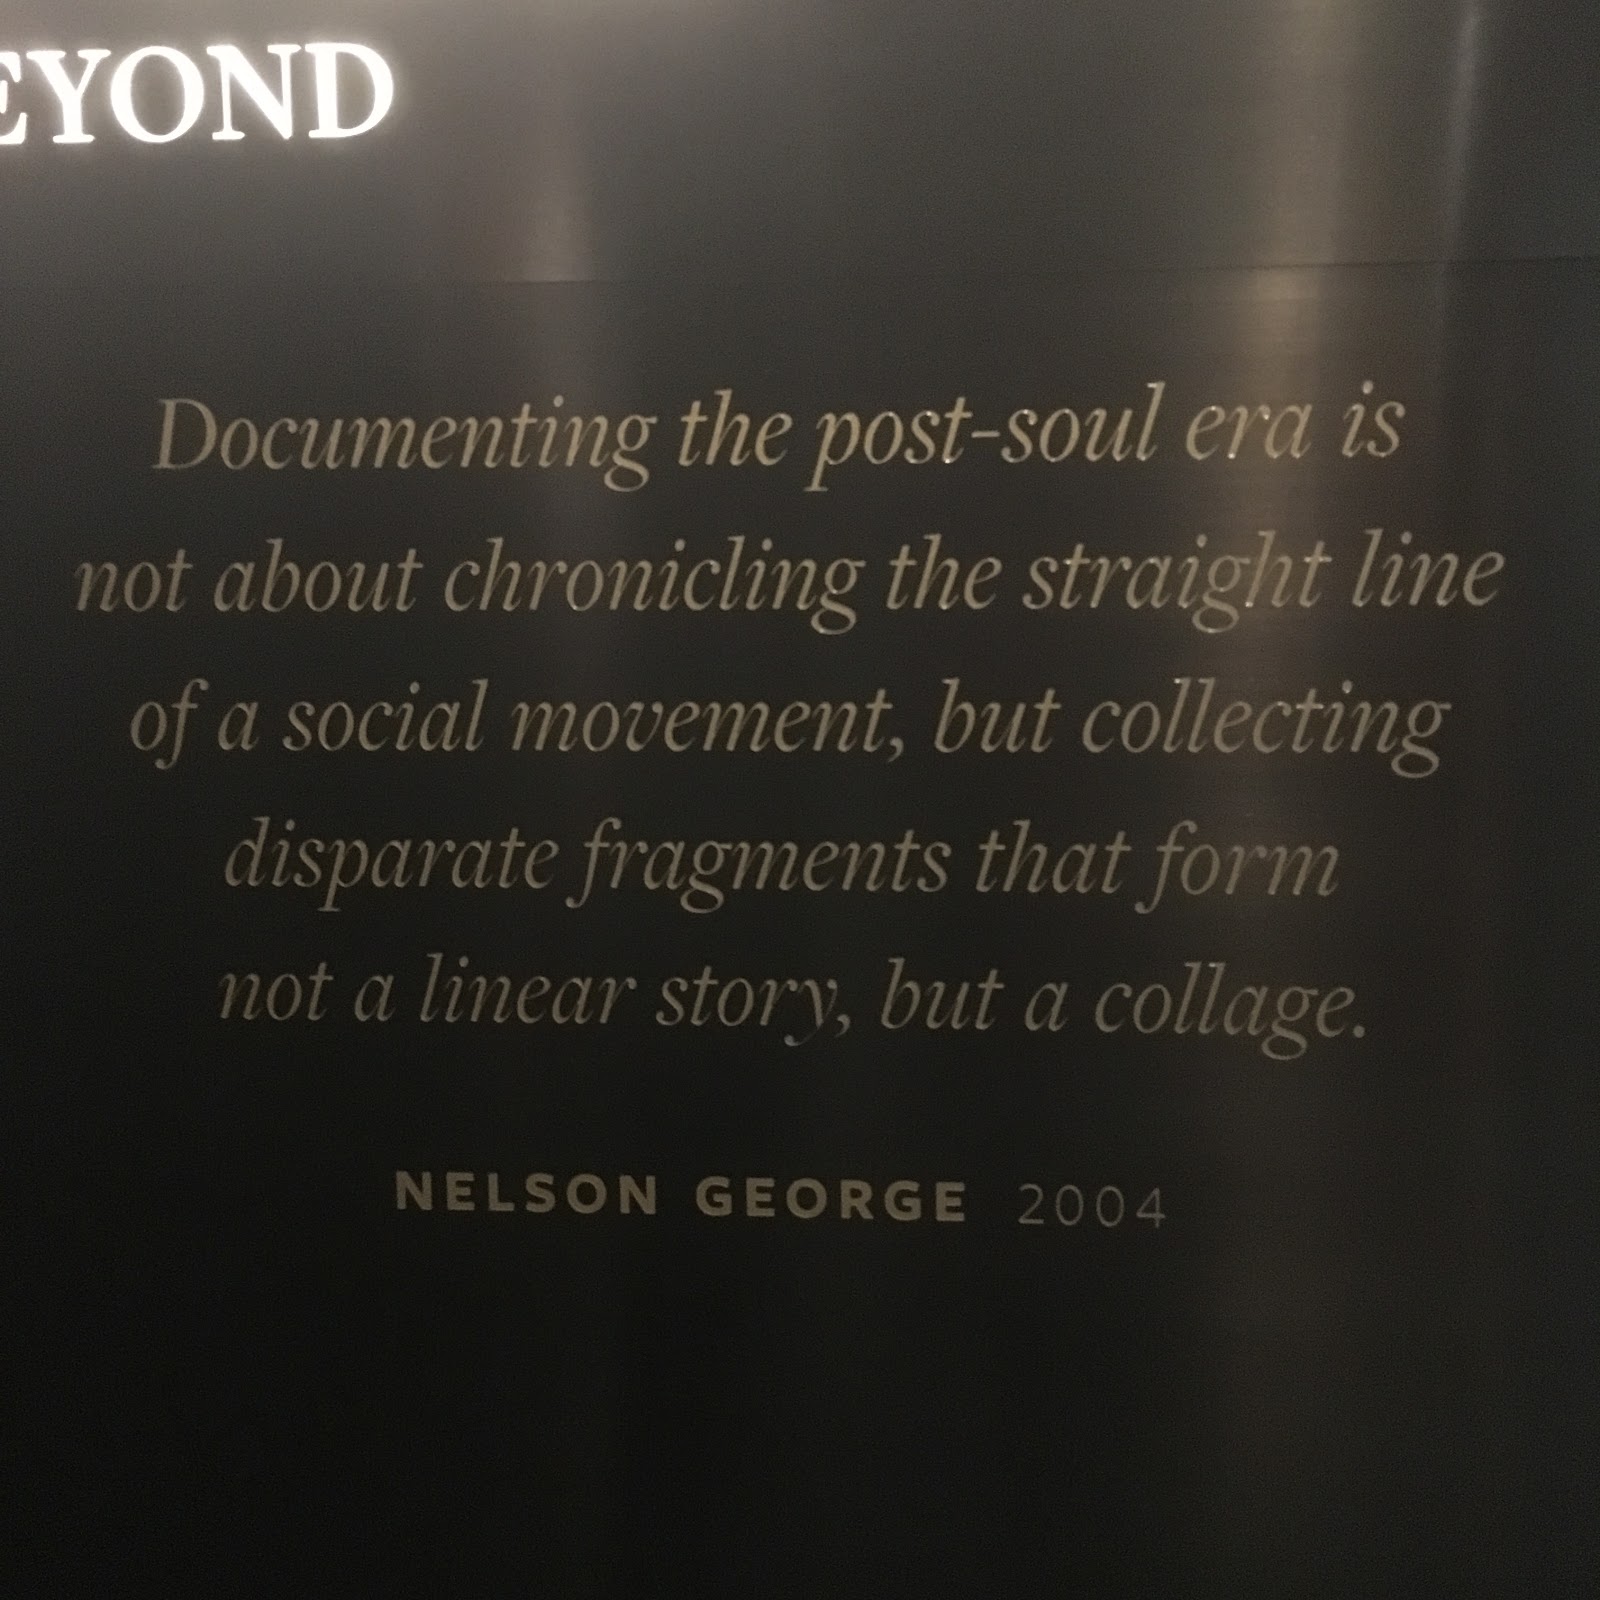 EYOND
Documenting the post-soul era is
not about chronicling the straight line
of a social movement, but collecting
disparate fragments that form
not a linear story, but a collage.
NELSON GEORGE 2004